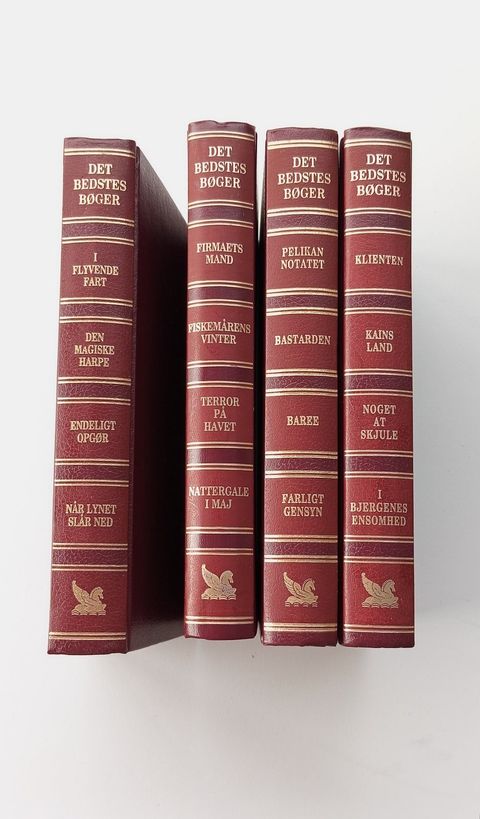 DET
BEDSTES
BØGER
I
FLYVENDE
FART
DEN
MAGISKE
HARPE
ENDELIGT
OPGØR
NÅR LYNET
SLÅR NED
DET
BEDSTES
BØGER
FIRMAETS
MAND
FISKEMÅRENS
VINTER
TERROR
PÅ
HAVET
NATTERGALE
I MAJ
DET
BEDSTES
BØGER
PELIKAN
NOTATET
BASTARDEN
BAREE
FARLIGT
GENSYN
DET
BEDSTES
BØGER
KLIENTEN
KAINS
LAND
NOGET
AT
SKJULE
I
BJERGENES
ENSOMHED